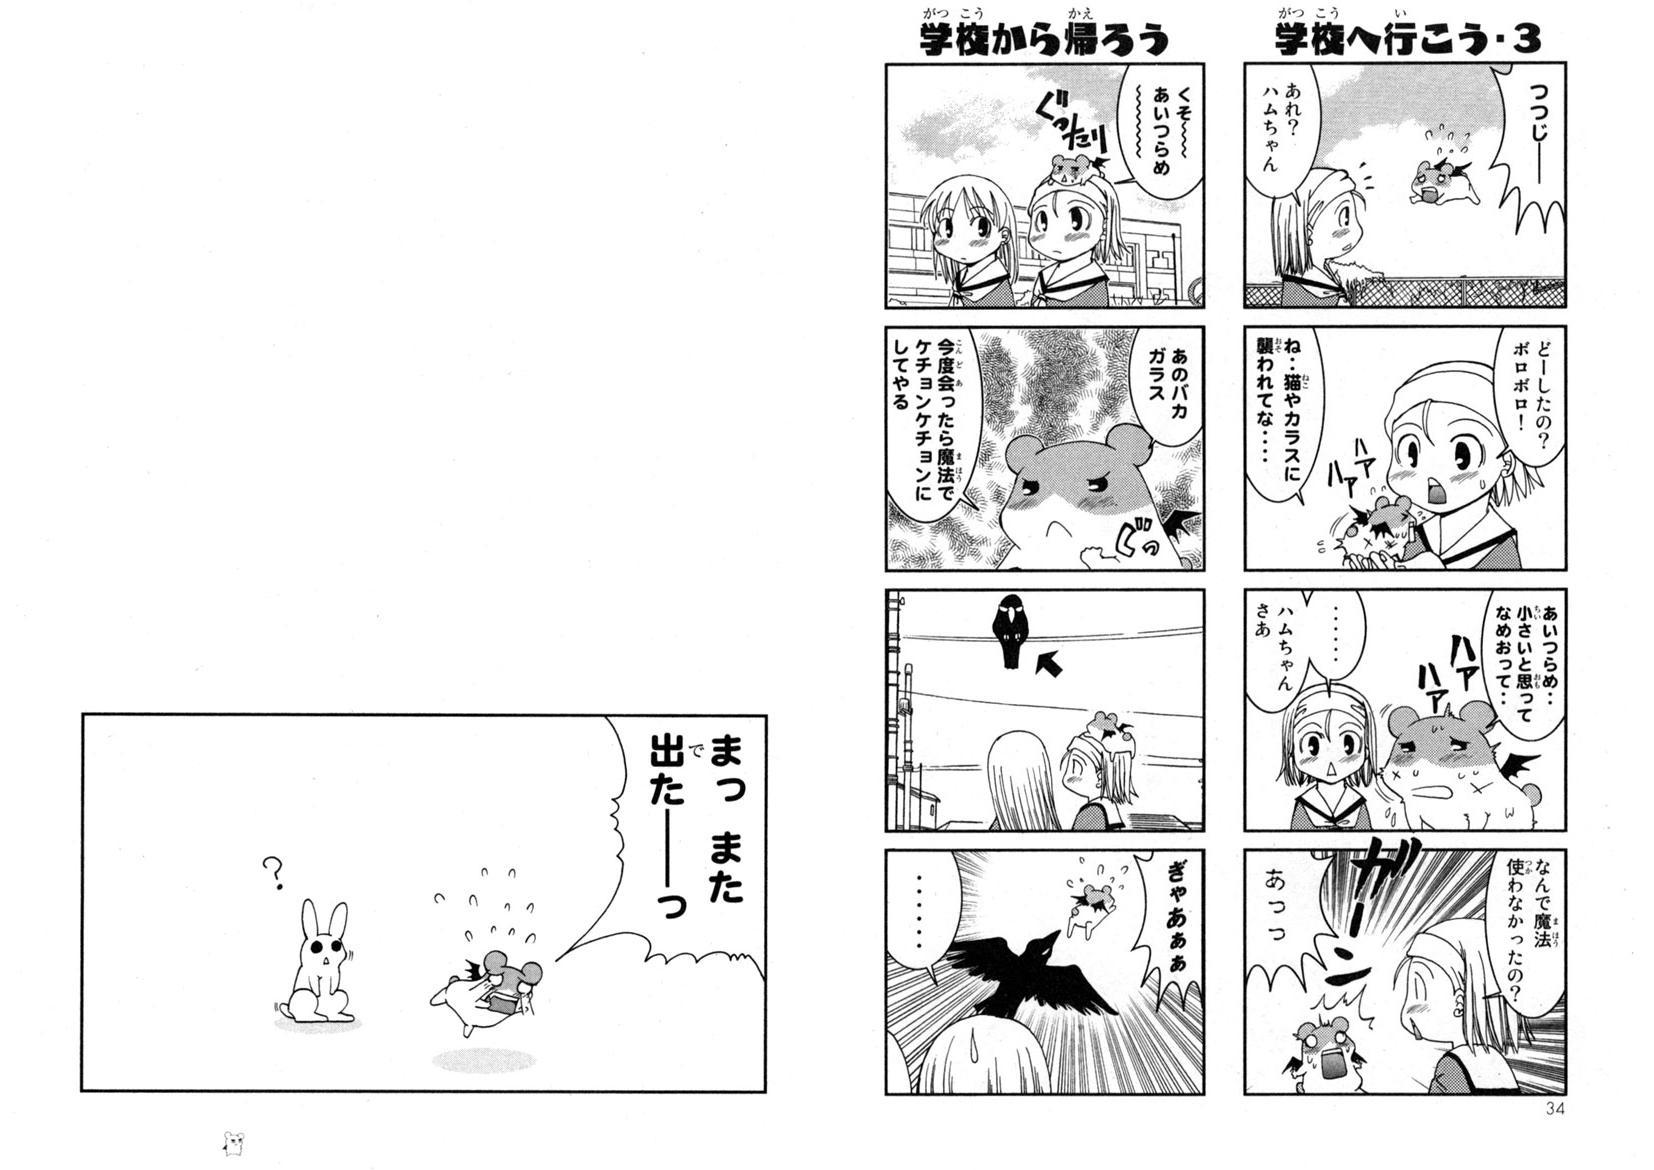 学校へ行こう・3
つつじ――
あれ?
ハムちゃん
どーしたの?
ボロボロ!
ね‥猫やカラスに
襲われてな‥‥
ハァ
ハァ
あいつらめ‥
小さいと思って
なめおって‥
ハァ
ハァ
‥‥‥
ハムちゃん
さあ
なんで魔法
使わなかったの?
ガーン
あっっ
34
学校から帰ろう
くそ~~~
あいつらめ
~~~~~
ぐったり
あのバカ
ガラス
ぐっ
今度会ったら魔法で
ケチョンケチョンに
してやる
ぎゃあぁぁ
‥‥‥
まっ また
出た――っ
?